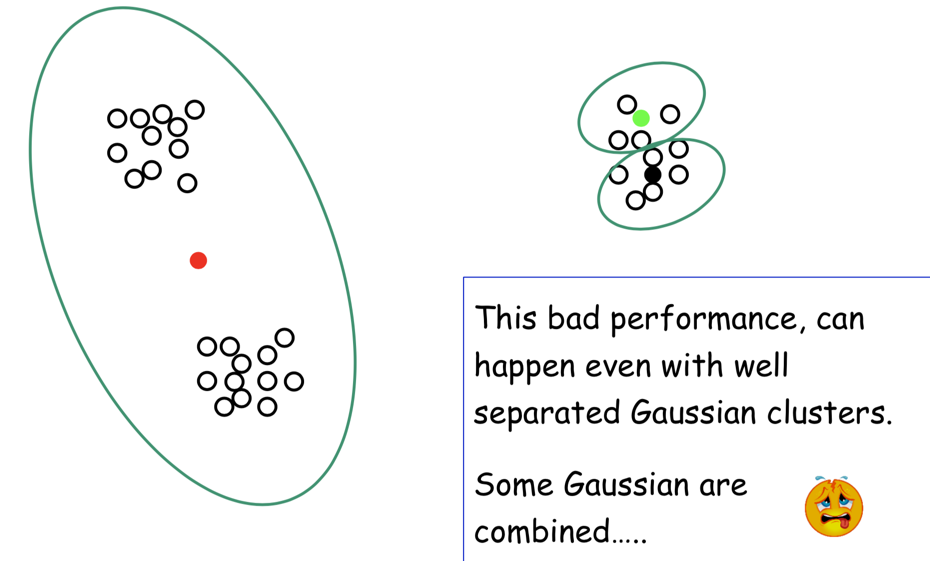 This bad performance, can
happen even with well
separated Gaussian clusters.
Some Gaussian are
combined.....